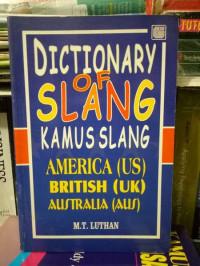 DICTIONARY
OF
SLANG
KAMUS SLANG
AMERICA (US)
BRITISH (UK)
AUSTRALIA (AUS)
M.T. LUTHAN